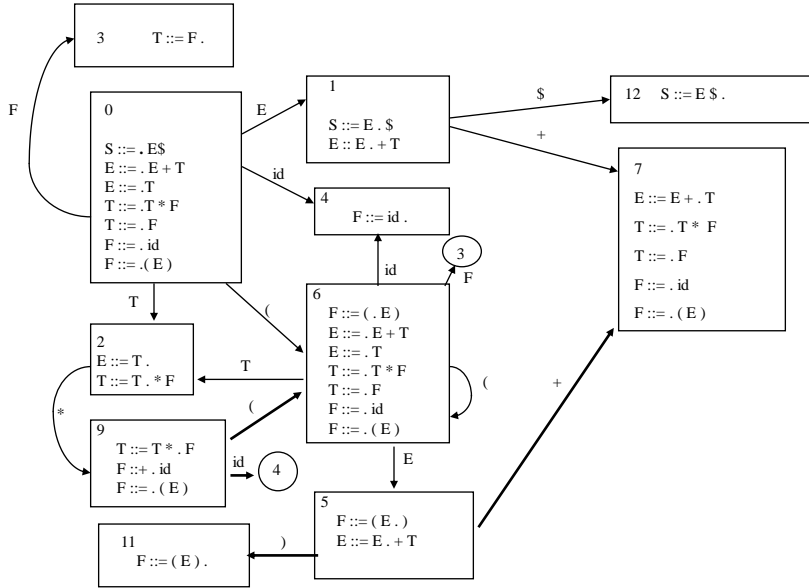 3 T ::= F .
F
0
S ::= . E$
E ::= . E + T
E ::= .T
T ::= .T * F
T ::= . F
F ::= . id
F ::= .( E )
E
1
S ::= E . $
E :: E . + T
$
12 S ::= E $ .
+
7
E ::= E + . T
T ::= . T * F
T ::= . F
F ::= . id
F ::= . ( E )
id
4
F ::= id .
id
3
F
T
(
6
F ::= ( . E )
E ::= . E + T
E ::= . T
T ::= . T * F
T ::= . F
F ::= . id
F ::= . ( E )
(
+
2
E ::= T .
T ::= T . * F
T
*
(
9
T ::= T * . F
F ::+ . id
F ::= . ( E )
id
4
E
5
F ::= ( E . )
E ::= E . + T
)
11
F ::= ( E ) .